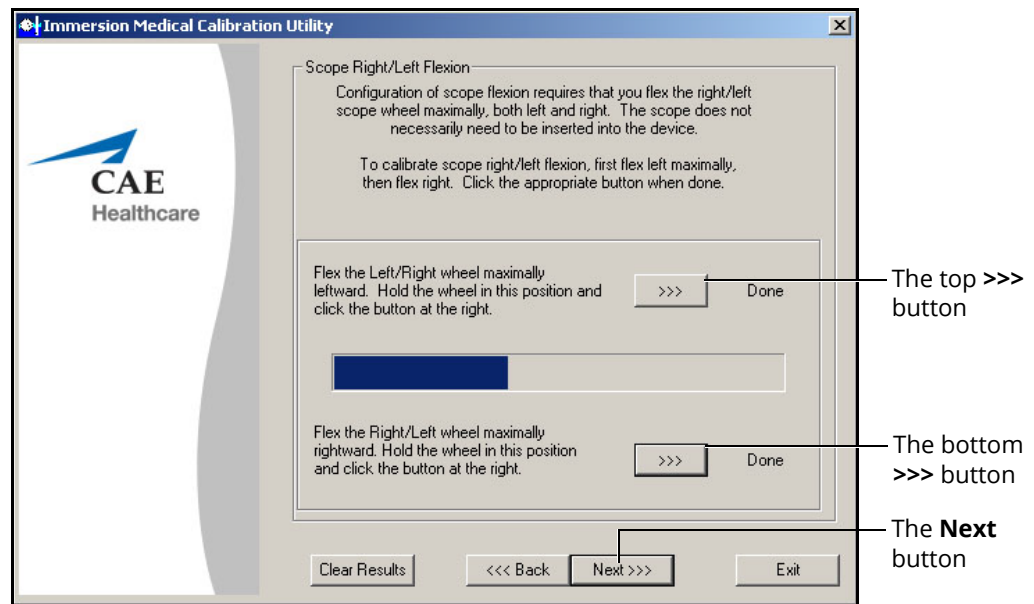 Immersion Medical Calibration Utility
Scope Right/Left Flexion
Configuration of scope flexion requires that you flex the right/left
scope wheel maximally, both left and right. The scope does not
necessarily need to be inserted into the device.
To calibrate scope right/left flexion, first flex left maximally,
then flex right. Click the appropriate button when done.
CAE
Healthcare
Flex the Left/Right wheel maximally
leftward. Hold the wheel in this position and
click the button at the right.
>>>
Done
The top >>>
button
Flex the Right/Left wheel maximally
rightward. Hold the wheel in this position
and click the button at the right.
>>>
Done
The bottom
>>> button
The Next
button
Clear Results
<<< Back
Next >>>
Exit